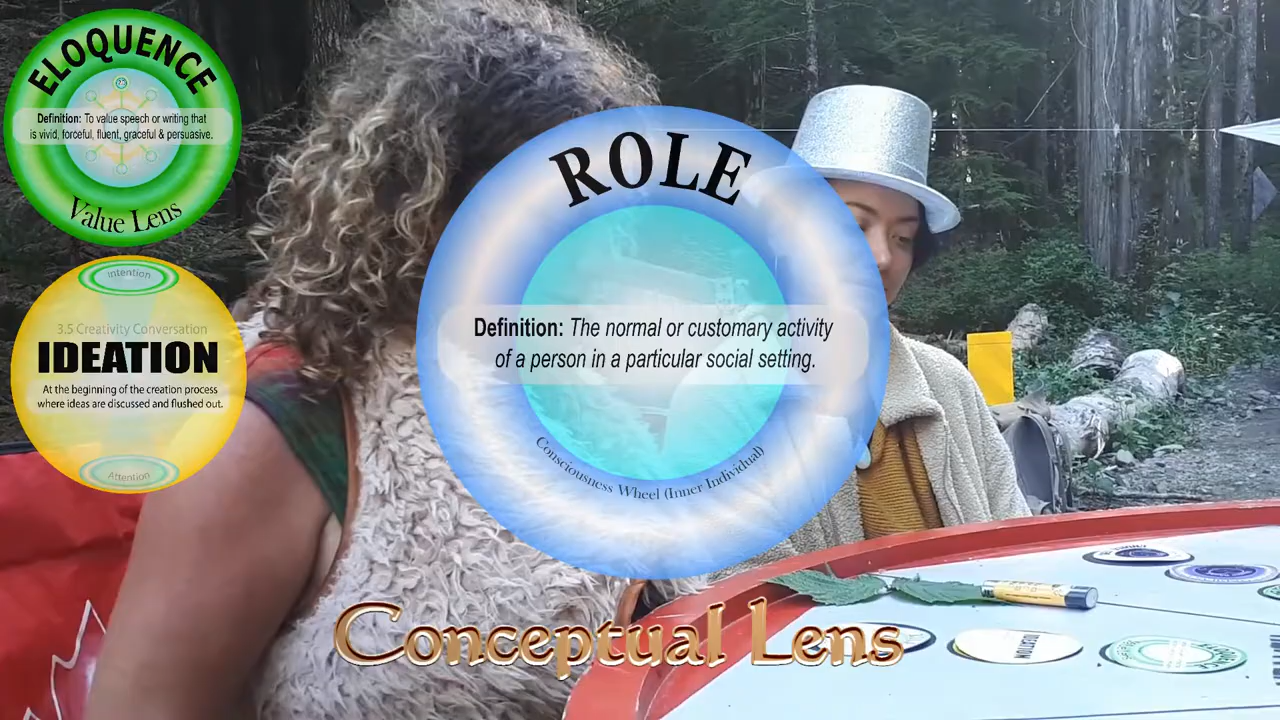 ELOQUENCE
23
Definition: To value speech or writing that
is vivid, forceful, fluent, graceful & persuasive.
Value Lens
Intention
3.5 Creativity Conversation
IDEATION
At the beginning of the creation process
where ideas are discussed and flushed out.
Attention
ROLE
Definition: The normal or customary activity
of a person in a particular social setting.
Consciousness Wheel (Inner Individual)
Conceptual Lens
IDEATION